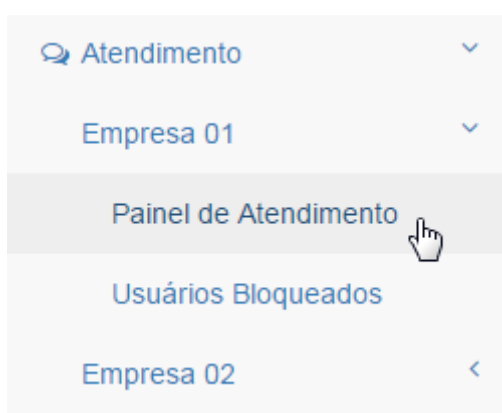 Atendimento
Empresa 01
Painel de Atendimento
Usuários Bloqueados
Empresa 02